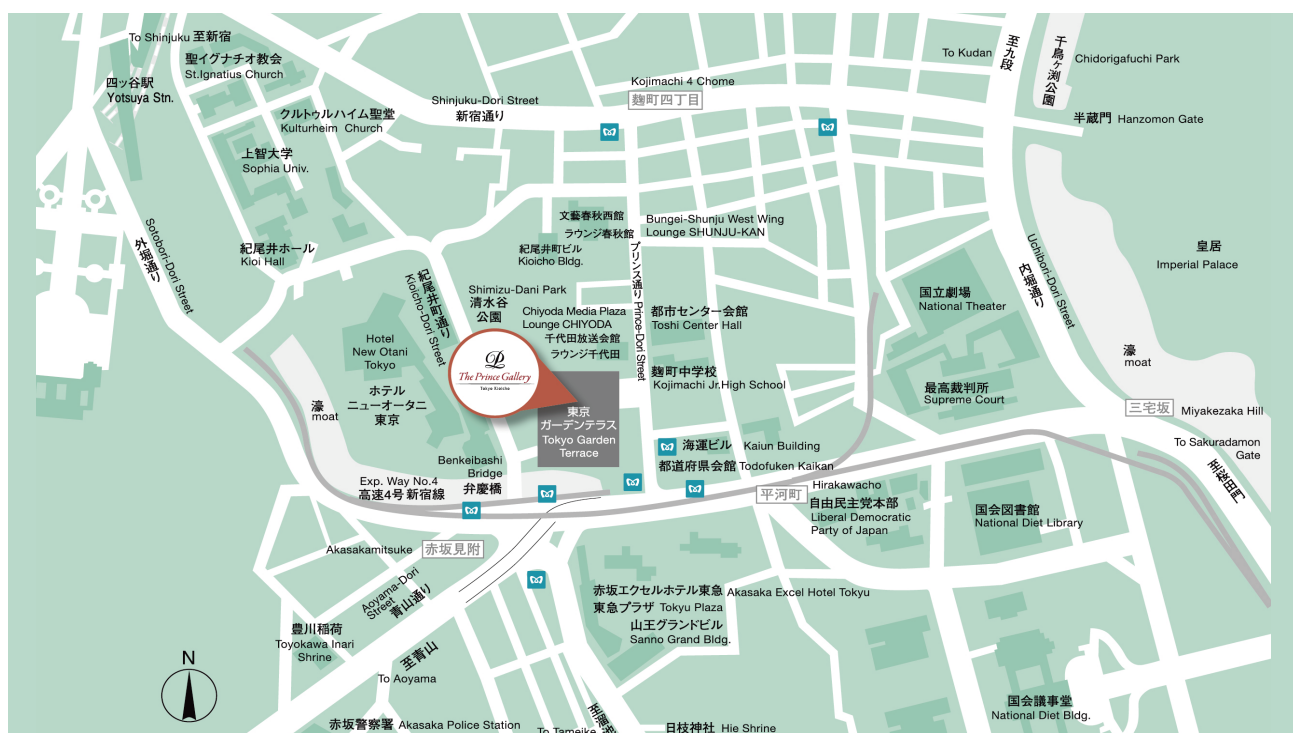 To Shinjuku 至新宿
聖イグナチオ教会
St.Ignatius Church
四ッ谷駅
Yotsuya Stn.
クルトゥルハイム聖堂
Kulturheim Church
上智大学
Sophia Univ.
Shinjuku-Dori Street
新宿通り
Kojimachi 4 Chome
麹町四丁目
To Kudan
至九段
千鳥ヶ渕公園
Chidorigafuchi Park
半蔵門 Hanzomon Gate
外堀通り
Sotobori-Dori Street
紀尾井ホール
Kioi Hall
紀尾井町通り
Kioicho-Dori Street
文藝春秋西館
ラウンジ春秋館
Bungei-Shunju West Wing
Lounge SHUNJU-KAN
紀尾井町ビル
Kioicho Bldg.
プリンス通り Prince-Dori Street
Shimizu-Dani Park
清水谷
公園
Chiyoda Media Plaza
Lounge CHIYODA
千代田放送会館
ラウンジ千代田
都市センター会館
Toshi Center Hall
麹町中学校
Kojimachi Jr.High School
国立劇場
National Theater
内堀通り
Uchibori-Dori Street
皇居
Imperial Palace
濠
moat
最高裁判所
Supreme Court
三宅坂 Miyakezaka Hill
To Sakuradamon
Gate
至桜田門
Hotel
New Otani
Tokyo
ホテル
ニューオータニ
東京
濠
moat
The Prince Gallery
Tokyo Kioicho
東京
ガーデンテラス
Tokyo Garden
Terrace
海運ビル Kaiun Building
都道府県会館 Todofuken Kaikan
Benkeibashi
Bridge
弁慶橋
Exp. Way No.4
高速4号 新宿線
平河町
Hirakawacho
自由民主党本部
Liberal Democratic
Party of Japan
国会図書館
National Diet Library
Akasakamitsuke 赤坂見附
Aoyama-Dori
Street
青山通り
豊川稲荷
Toyokawa Inari
Shrine
至青山
To Aoyama
赤坂エクセルホテル東急 Akasaka Excel Hotel Tokyu
東急プラザ Tokyu Plaza
山王グランドビル
Sanno Grand Bldg.
N
赤坂警察署 Akasaka Police Station
To Tameike
日枝神社 Hie Shrine
国会議事堂
National Diet Bldg.